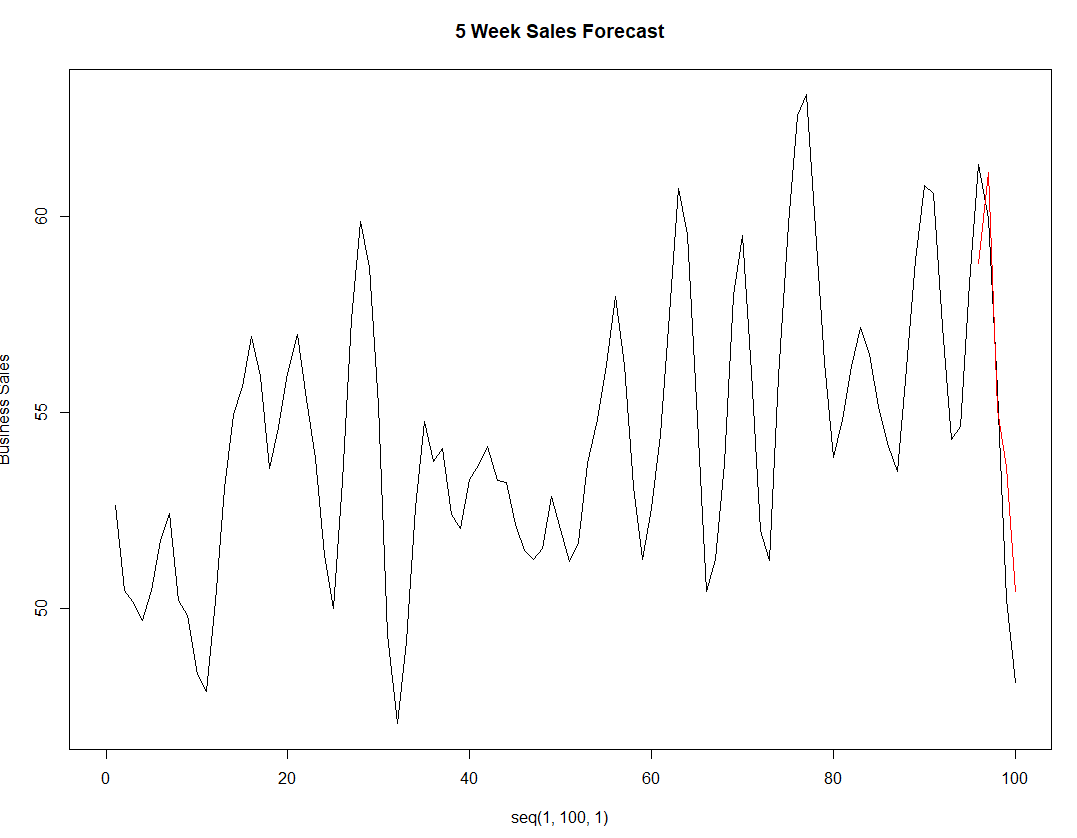 5 Week Sales Forecast
Business Sales
60
55
50
0 20 40 60 80 100
seq(1, 100, 1)